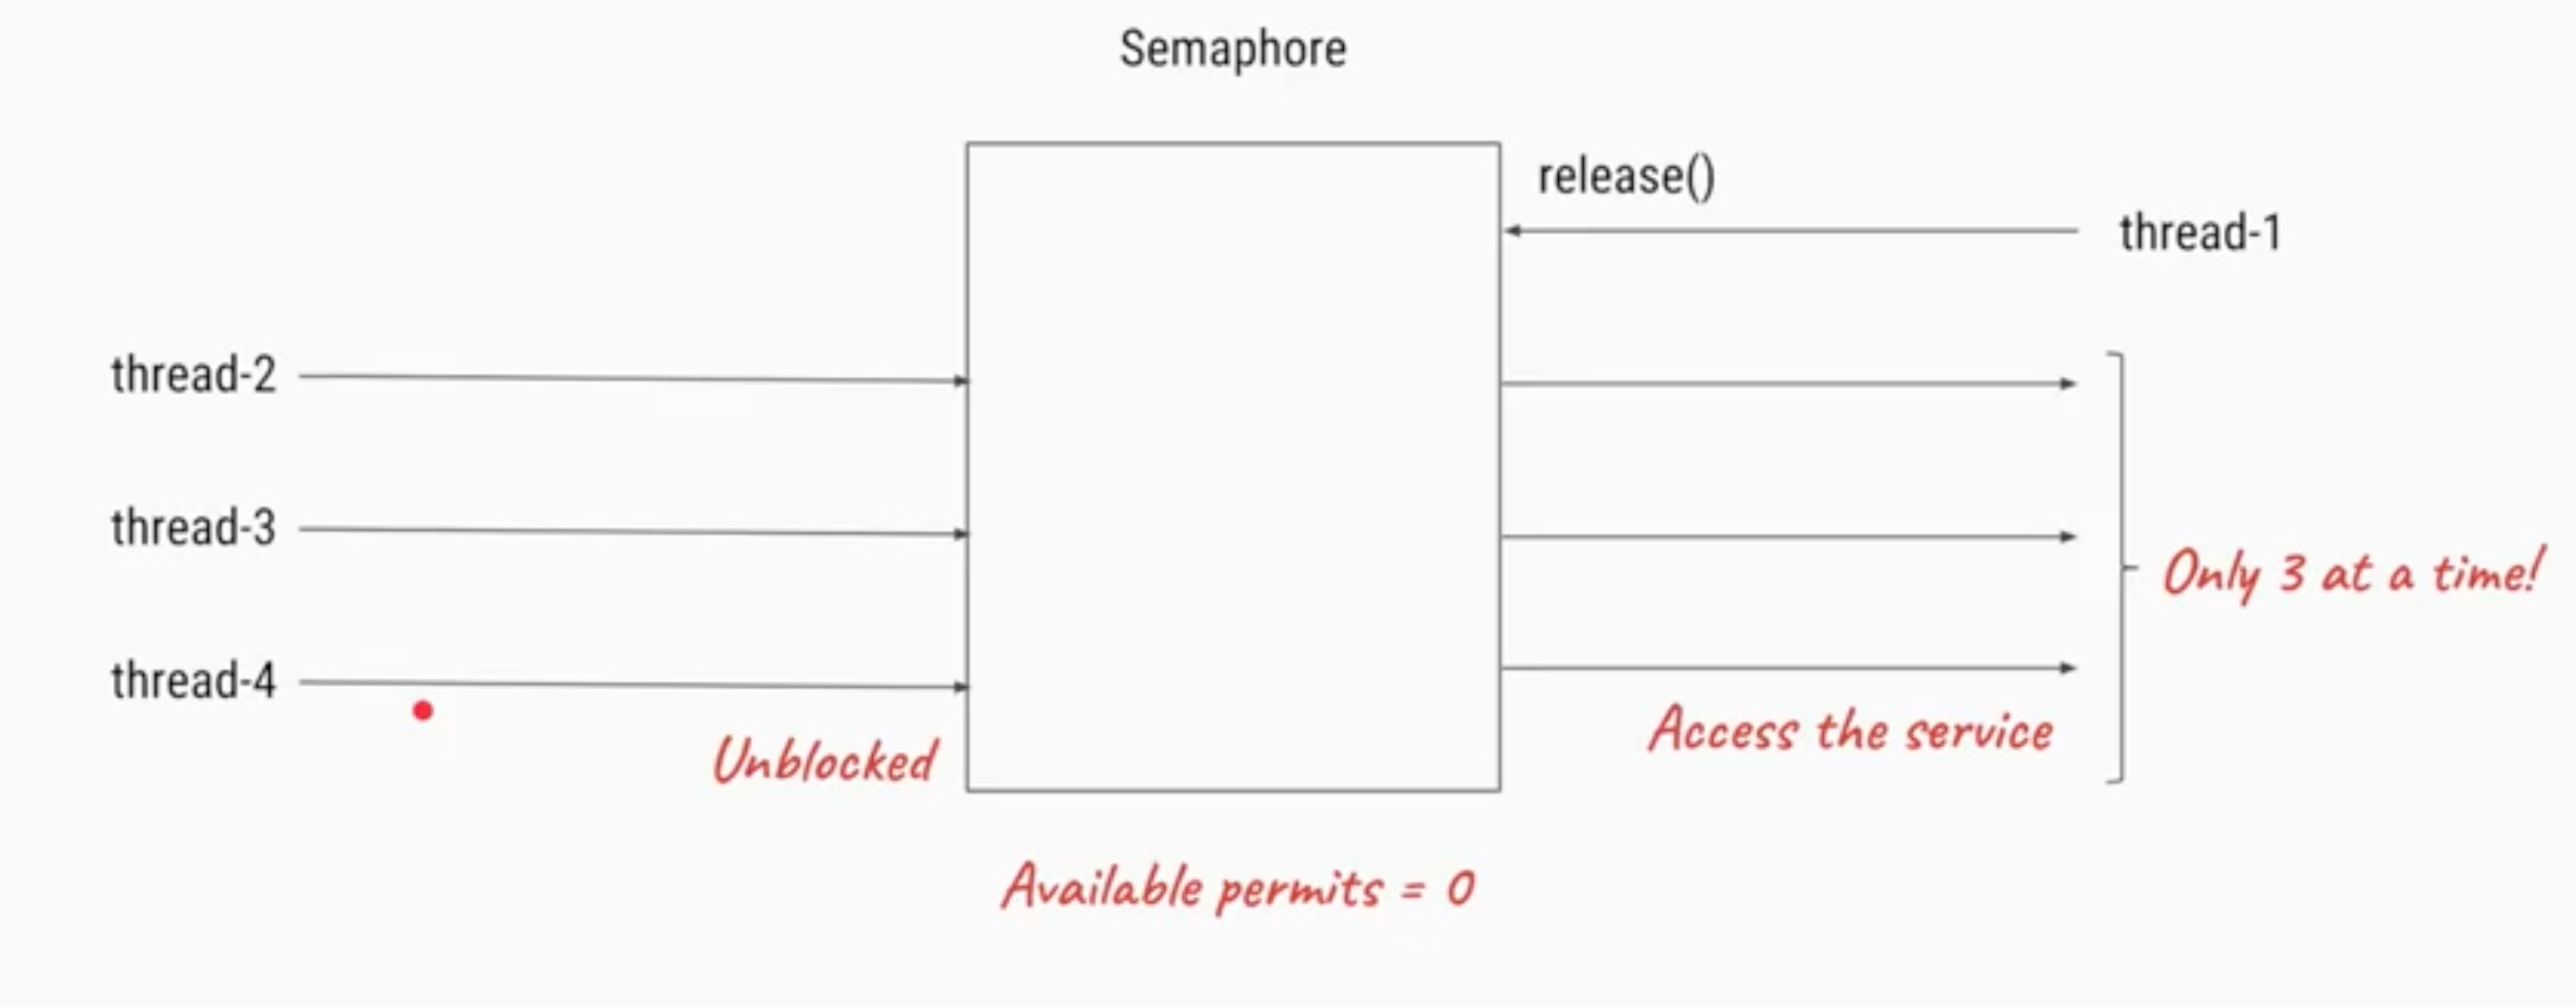 Semaphore
release()
thread-1
thread-2
thread-3
Only 3 at a time!
thread-4
Access the service
Unblocked
Available permits = 0